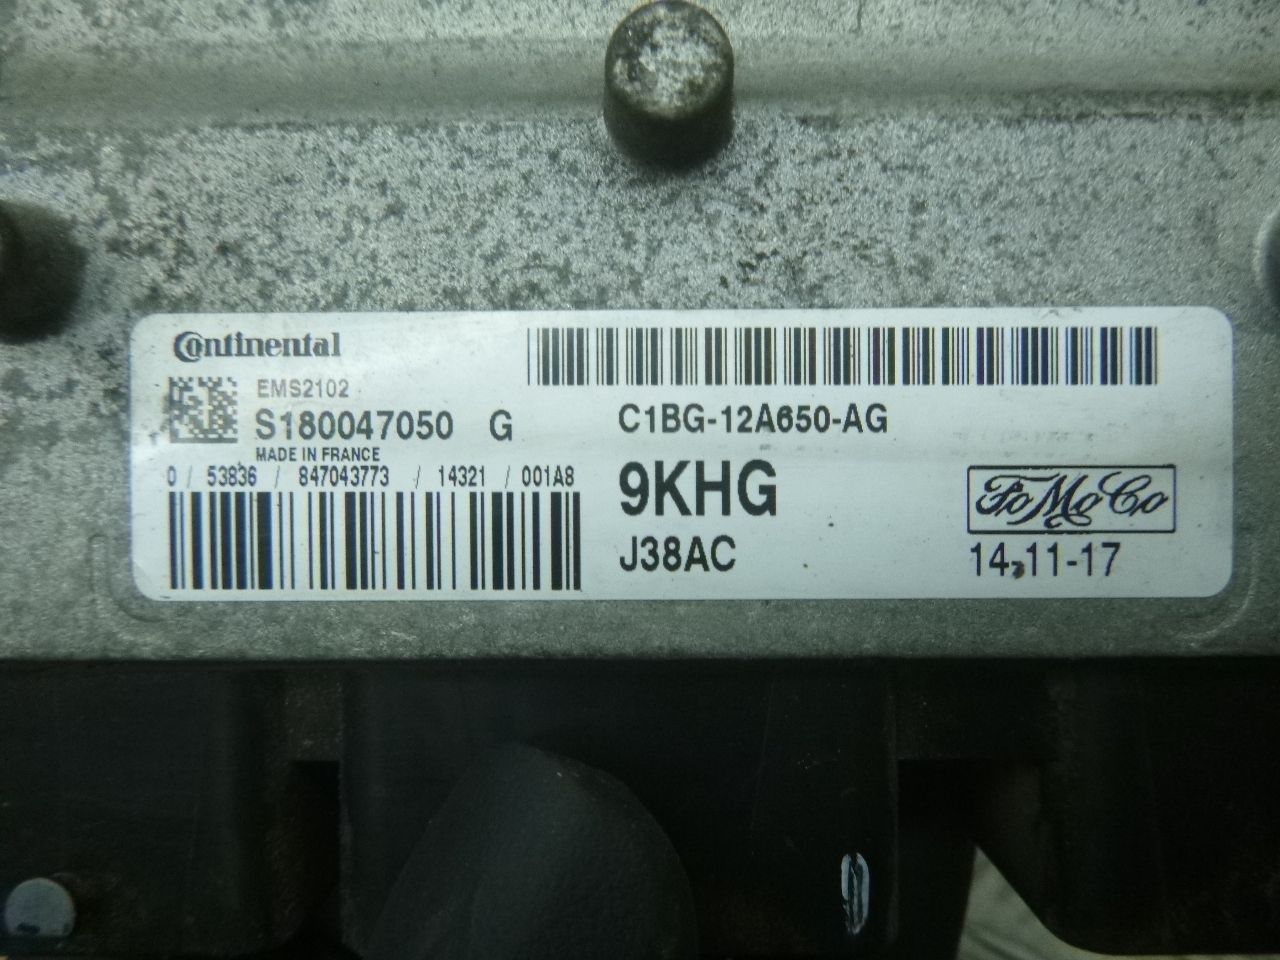 Continental
EMS2102
S180047050 G
MADE IN FRANCE
0 / 53836 / 847043773 / 14321 / 001A8
C1BG-12A650-AG
9KHG
J38AC
FoMoCo
14-11-17